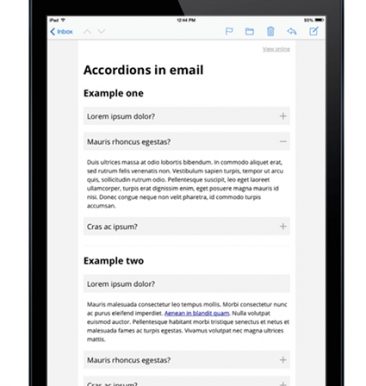 iPad
12:44 PM
Inbox
View online
Accordions in email
Example one
Lorem ipsum dolor?
Mauris rhoncus egestas?
Duis ultrices massa at odio lobortis bibendum. In commodo aliquet erat,
sed rutrum felis venenatis non. Vestibulum sapien turpis, tempor ut arcu
quis, sollicitudin rutrum odio. Pellentesque suscipit, leo eget laoreet
ullamcorper, turpis erat dignissim enim, eget posuere magna mauris id
nisi. Donec congue neque non velit pharetra, id commodo turpis
accumsan.
Cras ac ipsum?
Example two
Lorem ipsum dolor?
Mauris malesuada consectetur leo tempus mollis. Morbi consectetur nunc
ac purus eleifend imperdiet. Aenean in blandit quam. Nulla volutpat
euismod auctor. Pellentesque habitant morbi tristique senectus et netus et
malesuada fames ac turpis egestas. Vivamus volutpat nec magna ultrices
mattis.
Mauris rhoncus egestas?
Cras ac ipsum?